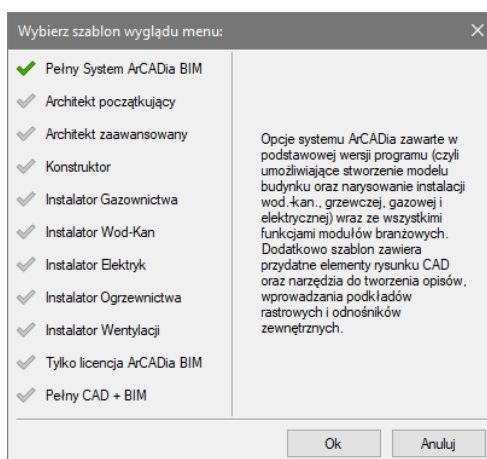 Wybierz szablon wyglądu menu:
Pełny System ArCADia BIM
Architekt początkujący
Architekt zaawansowany
Konstruktor
Instalator Gazownictwa
Instalator Wod-Kan
Instalator Elektryk
Instalator Ogrzewnictwa
Instalator Wentylacji
Tylko licencja ArCADia BIM
Pełny CAD + BIM
Opcje systemu ArCADia zawarte w
podstawowej wersji programu (czyli
umożliwiające stworzenie modelu
budynku oraz narysowanie instalacji
wod.-kan., grzewczej, gazowej i
elektrycznej) wraz ze wszystkimi
funkcjami modułów branżowych.
Dodatkowo szablon zawiera
przydatne elementy rysunku CAD
oraz narzędzia do tworzenia opisów,
wprowadzania podkładów
rastrowych i odnośników
zewnętrznych.
Ok
Anuluj